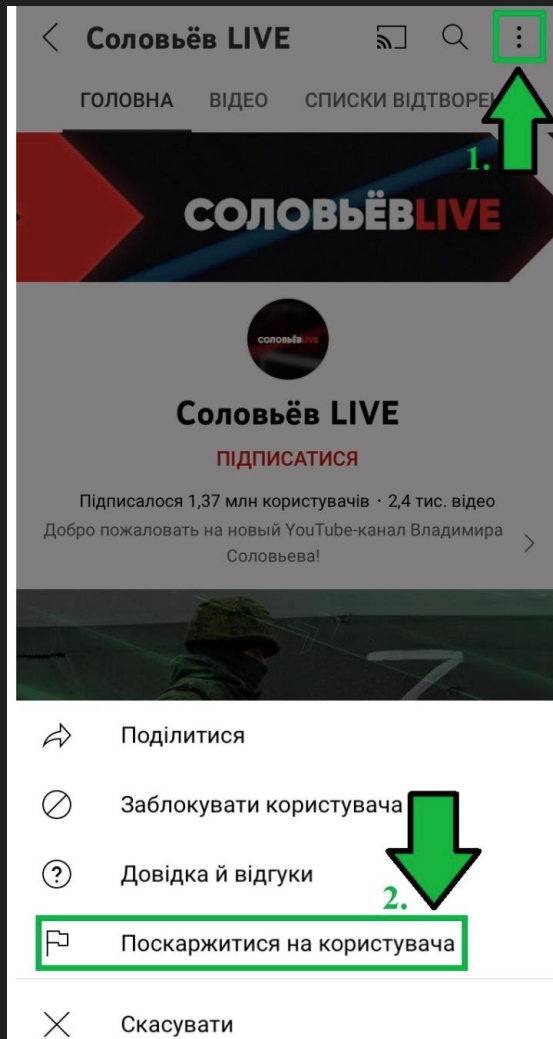 Соловьёв LIVE
ГОЛОВНА ВІДЕО СПИСКИ ВІДТВОРЕН
1.
СОЛОВЬЁВLIVE
СОЛОВЬЁВLIVE
Соловьёв LIVE
ПІДПИСАТИСЯ
Підписалося 1,37 млн користувачів · 2,4 тис. відео
Добро пожаловать на новый YouTube-канал Владимира
Соловьева!
Z
Поділитися
Заблокувати користувача
Довідка й відгуки
2.
Поскаржитися на користувача
Скасувати